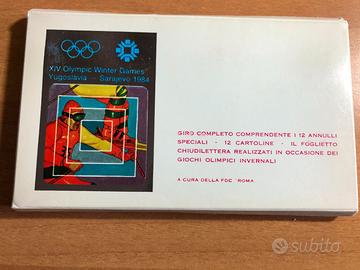 XIV Olympic Winter Games
Yugoslavia - Sarajevo 1984
GIRO COMPLETO COMPRENDENTE I 12 ANNULLI
SPECIALI - 12 CARTOLINE - IL FOGLIETTO
CHIUDILETTERA REALIZZATI IN OCCASIONE DEI
GIOCHI OLIMPICI INVERNALI
A CURA DELLA FDC ROMA
subito